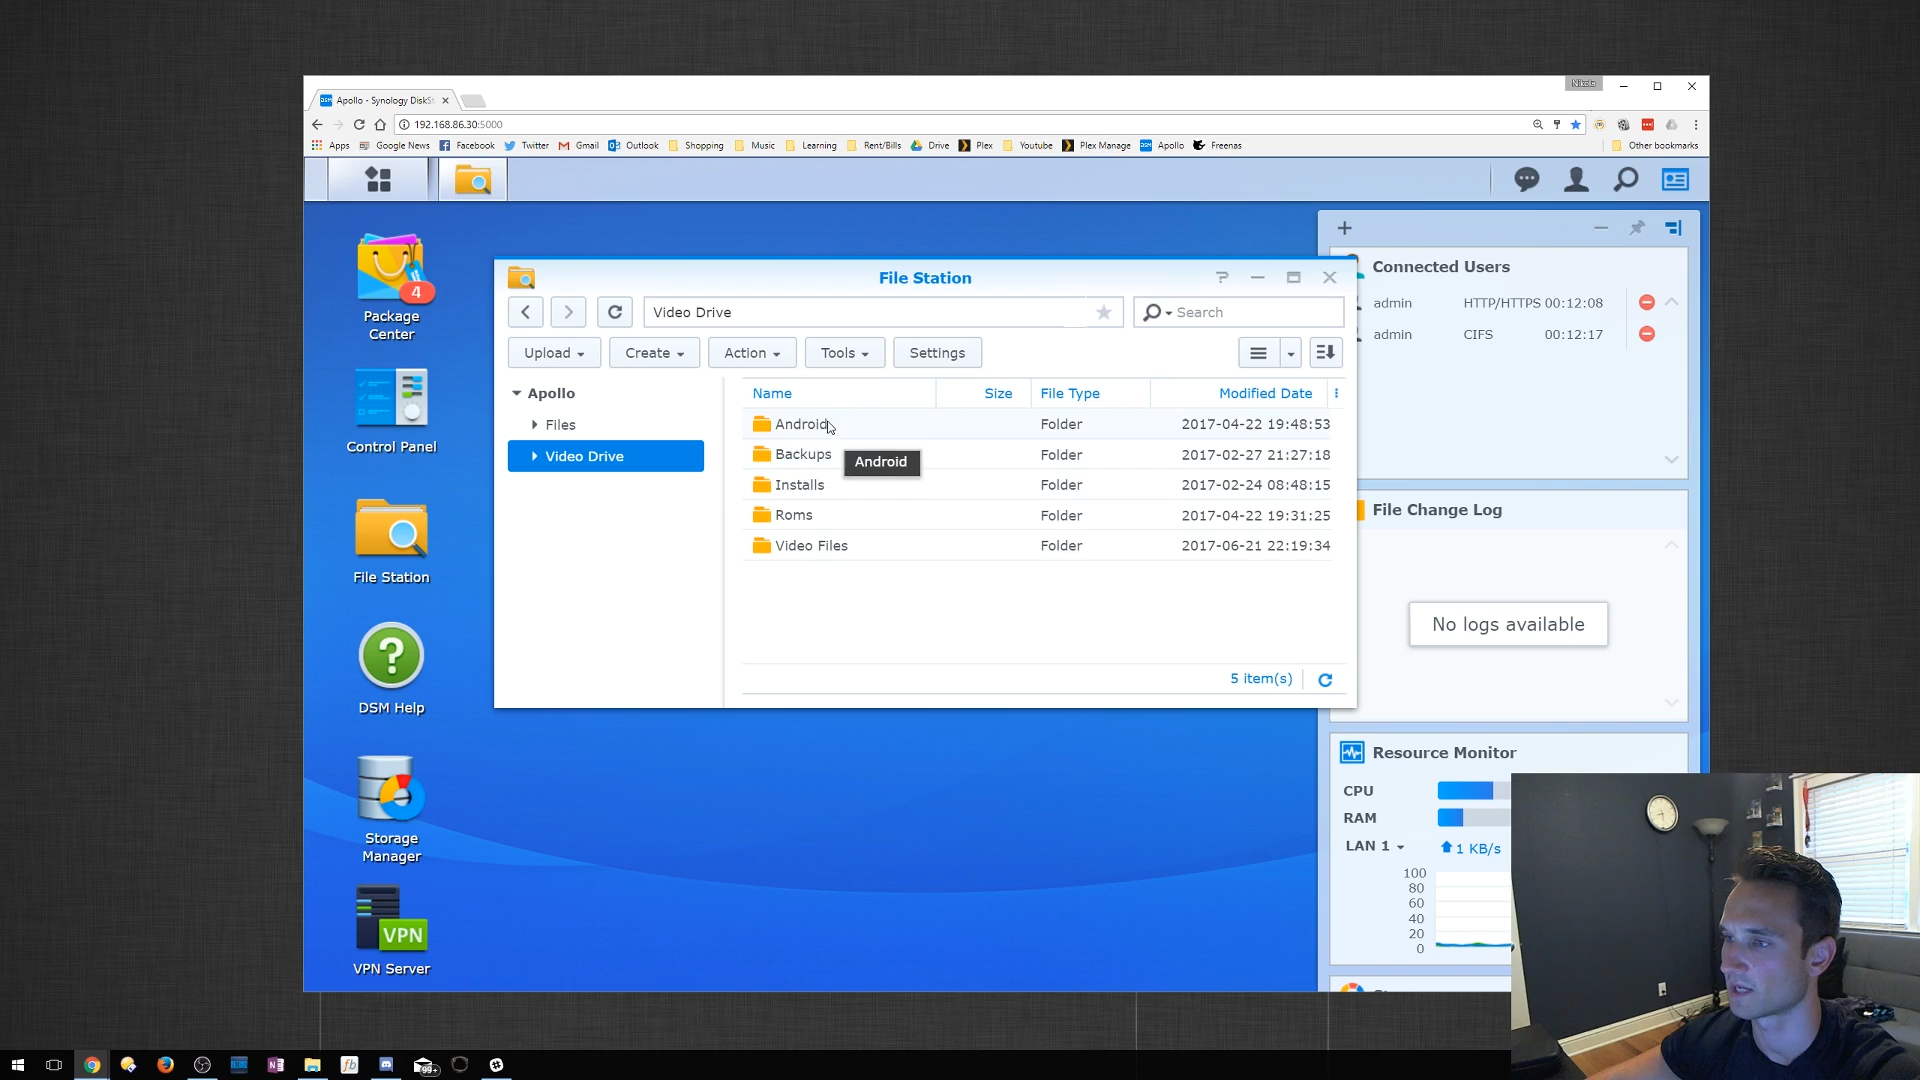 Nikola
Apollo - Synology DiskSt
192.168.86.30:5000
Apps Google News Facebook Twitter Gmail Outlook Shopping Music Learning Rent/Bills Drive Plex Youtube Plex Manage Apollo Freenas Other bookmarks
4
Package
Center
Control Panel
File Station
DSM Help
Storage
Manager
VPN
VPN Server
File Station
Video Drive
Search
Upload Create Action Tools Settings
Apollo
Files
Video Drive
Name Size File Type Modified Date
Android Folder 2017-04-22 19:48:53
Backups Folder 2017-02-27 21:27:18
Android
Installs Folder 2017-02-24 08:48:15
Roms Folder 2017-04-22 19:31:25
Video Files Folder 2017-06-21 22:19:34
5 item(s)
Connected Users
admin HTTP/HTTPS 00:12:08
admin CIFS 00:12:17
File Change Log
No logs available
Resource Monitor
CPU
RAM
LAN 1 1 KB/s
100
80
60
40
20
0
99+